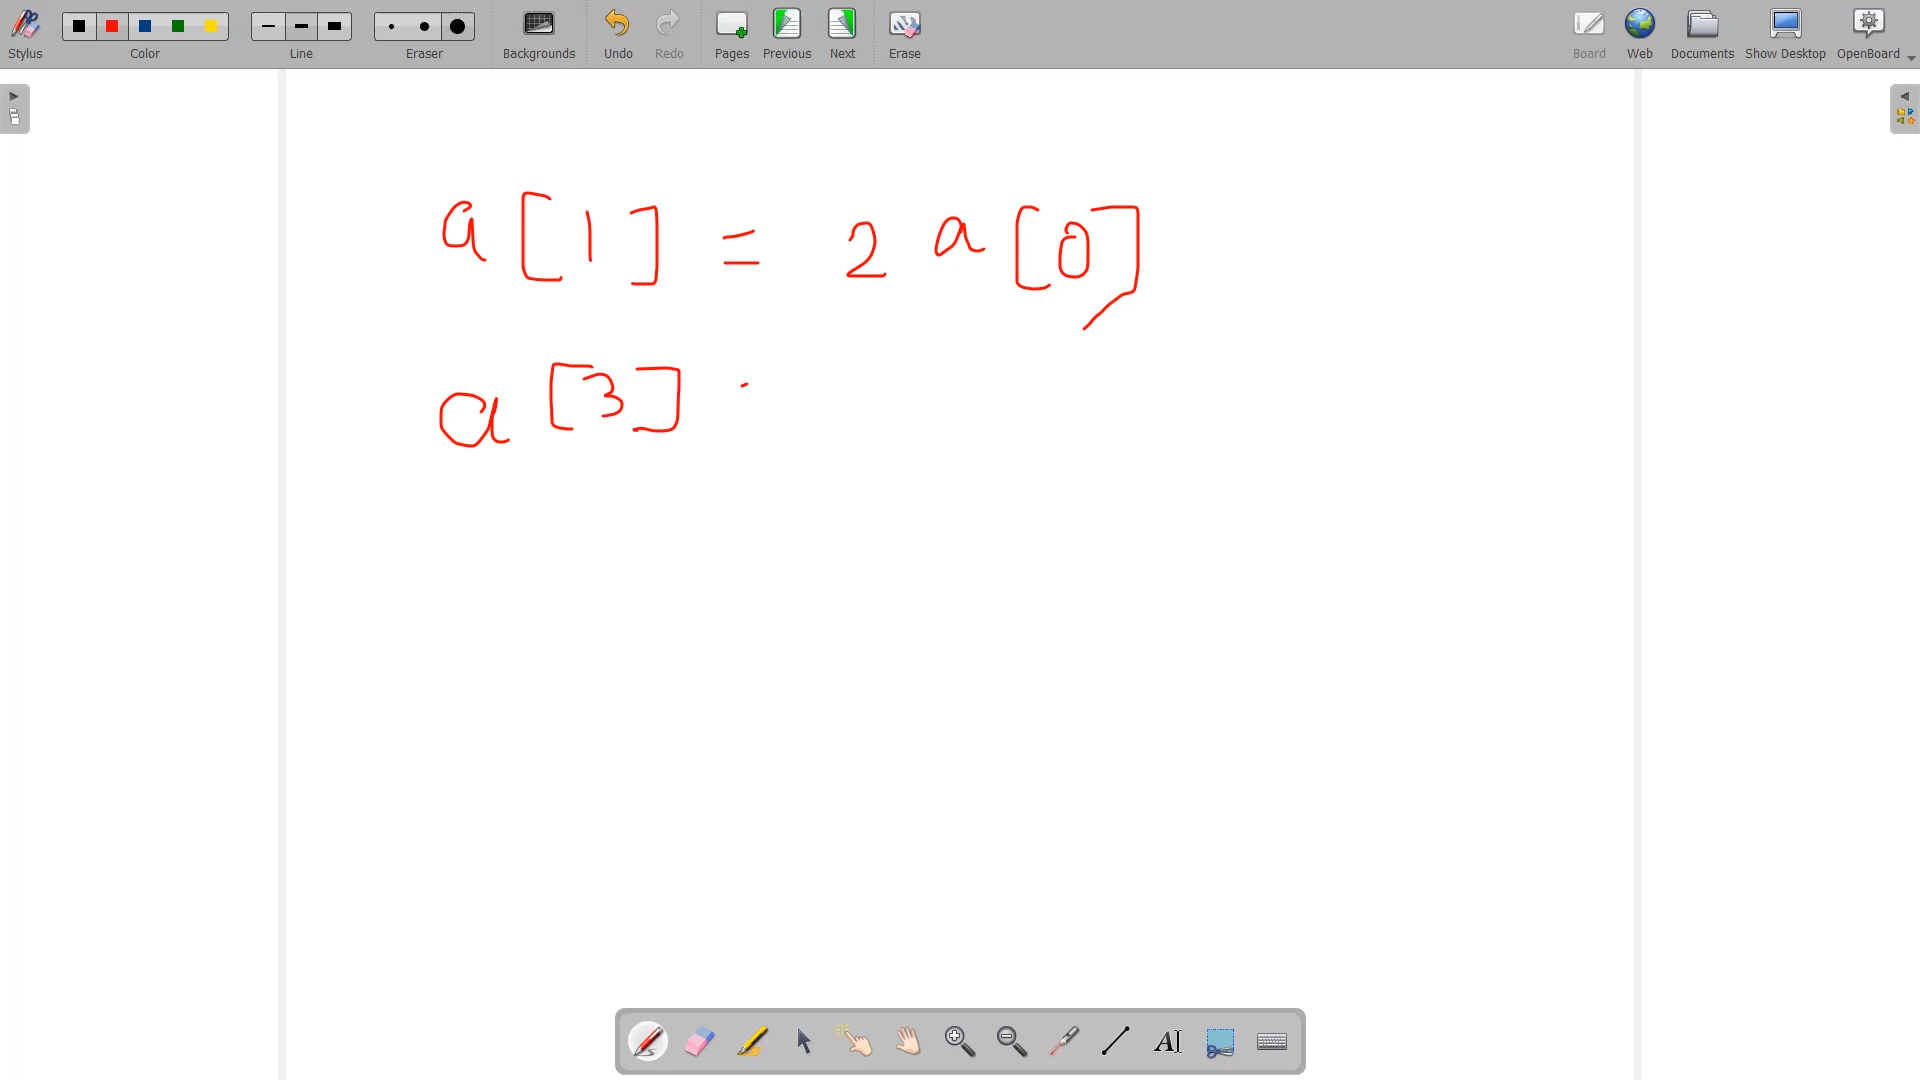 Stylus Color Line Eraser Backgrounds Undo Redo Pages Previous Next Erase Board Web Documents Show Desktop OpenBoard
a[1] = 2 a[0]
a[3]